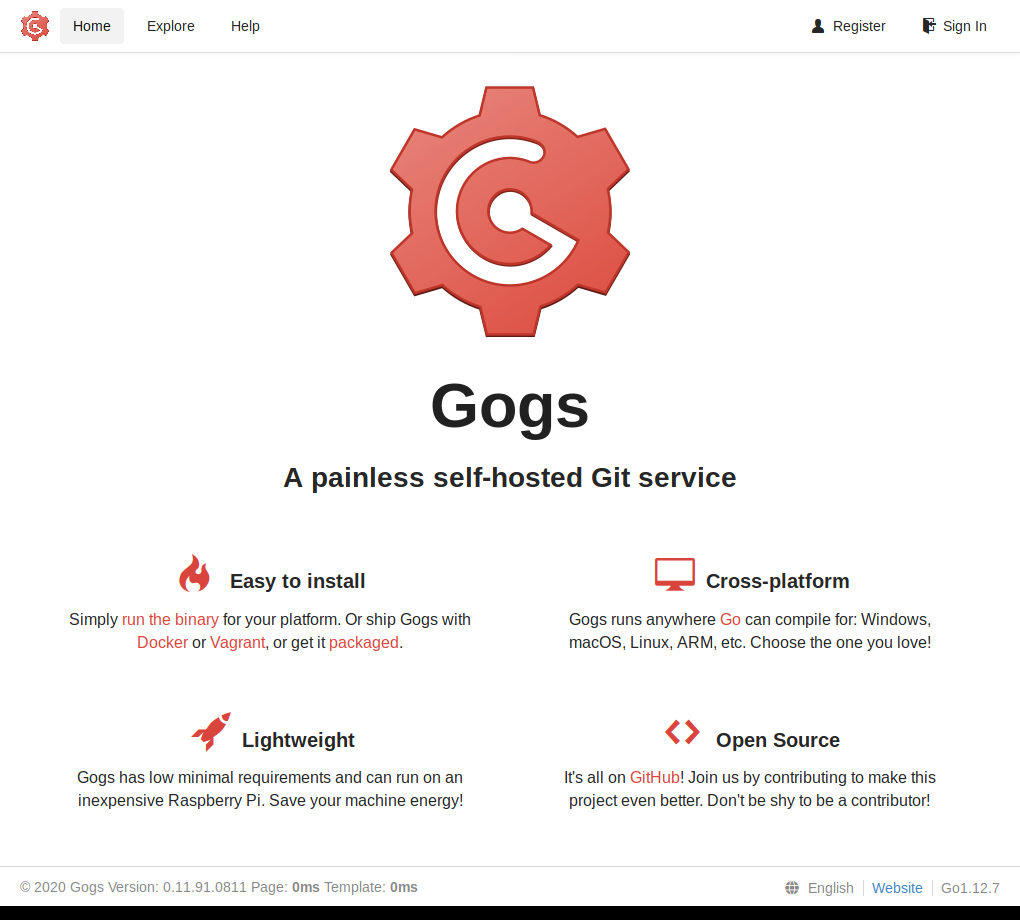 Home Explore Help Register Sign In
Gogs
A painless self-hosted Git service
Easy to install
Simply run the binary for your platform. Or ship Gogs with
Docker or Vagrant, or get it packaged.
Cross-platform
Gogs runs anywhere Go can compile for: Windows,
macOS, Linux, ARM, etc. Choose the one you love!
Lightweight
Gogs has low minimal requirements and can run on an
inexpensive Raspberry Pi. Save your machine energy!
Open Source
It's all on GitHub! Join us by contributing to make this
project even better. Don't be shy to be a contributor!
© 2020 Gogs Version: 0.11.91.0811 Page: 0ms Template: 0ms English Website Go1.12.7